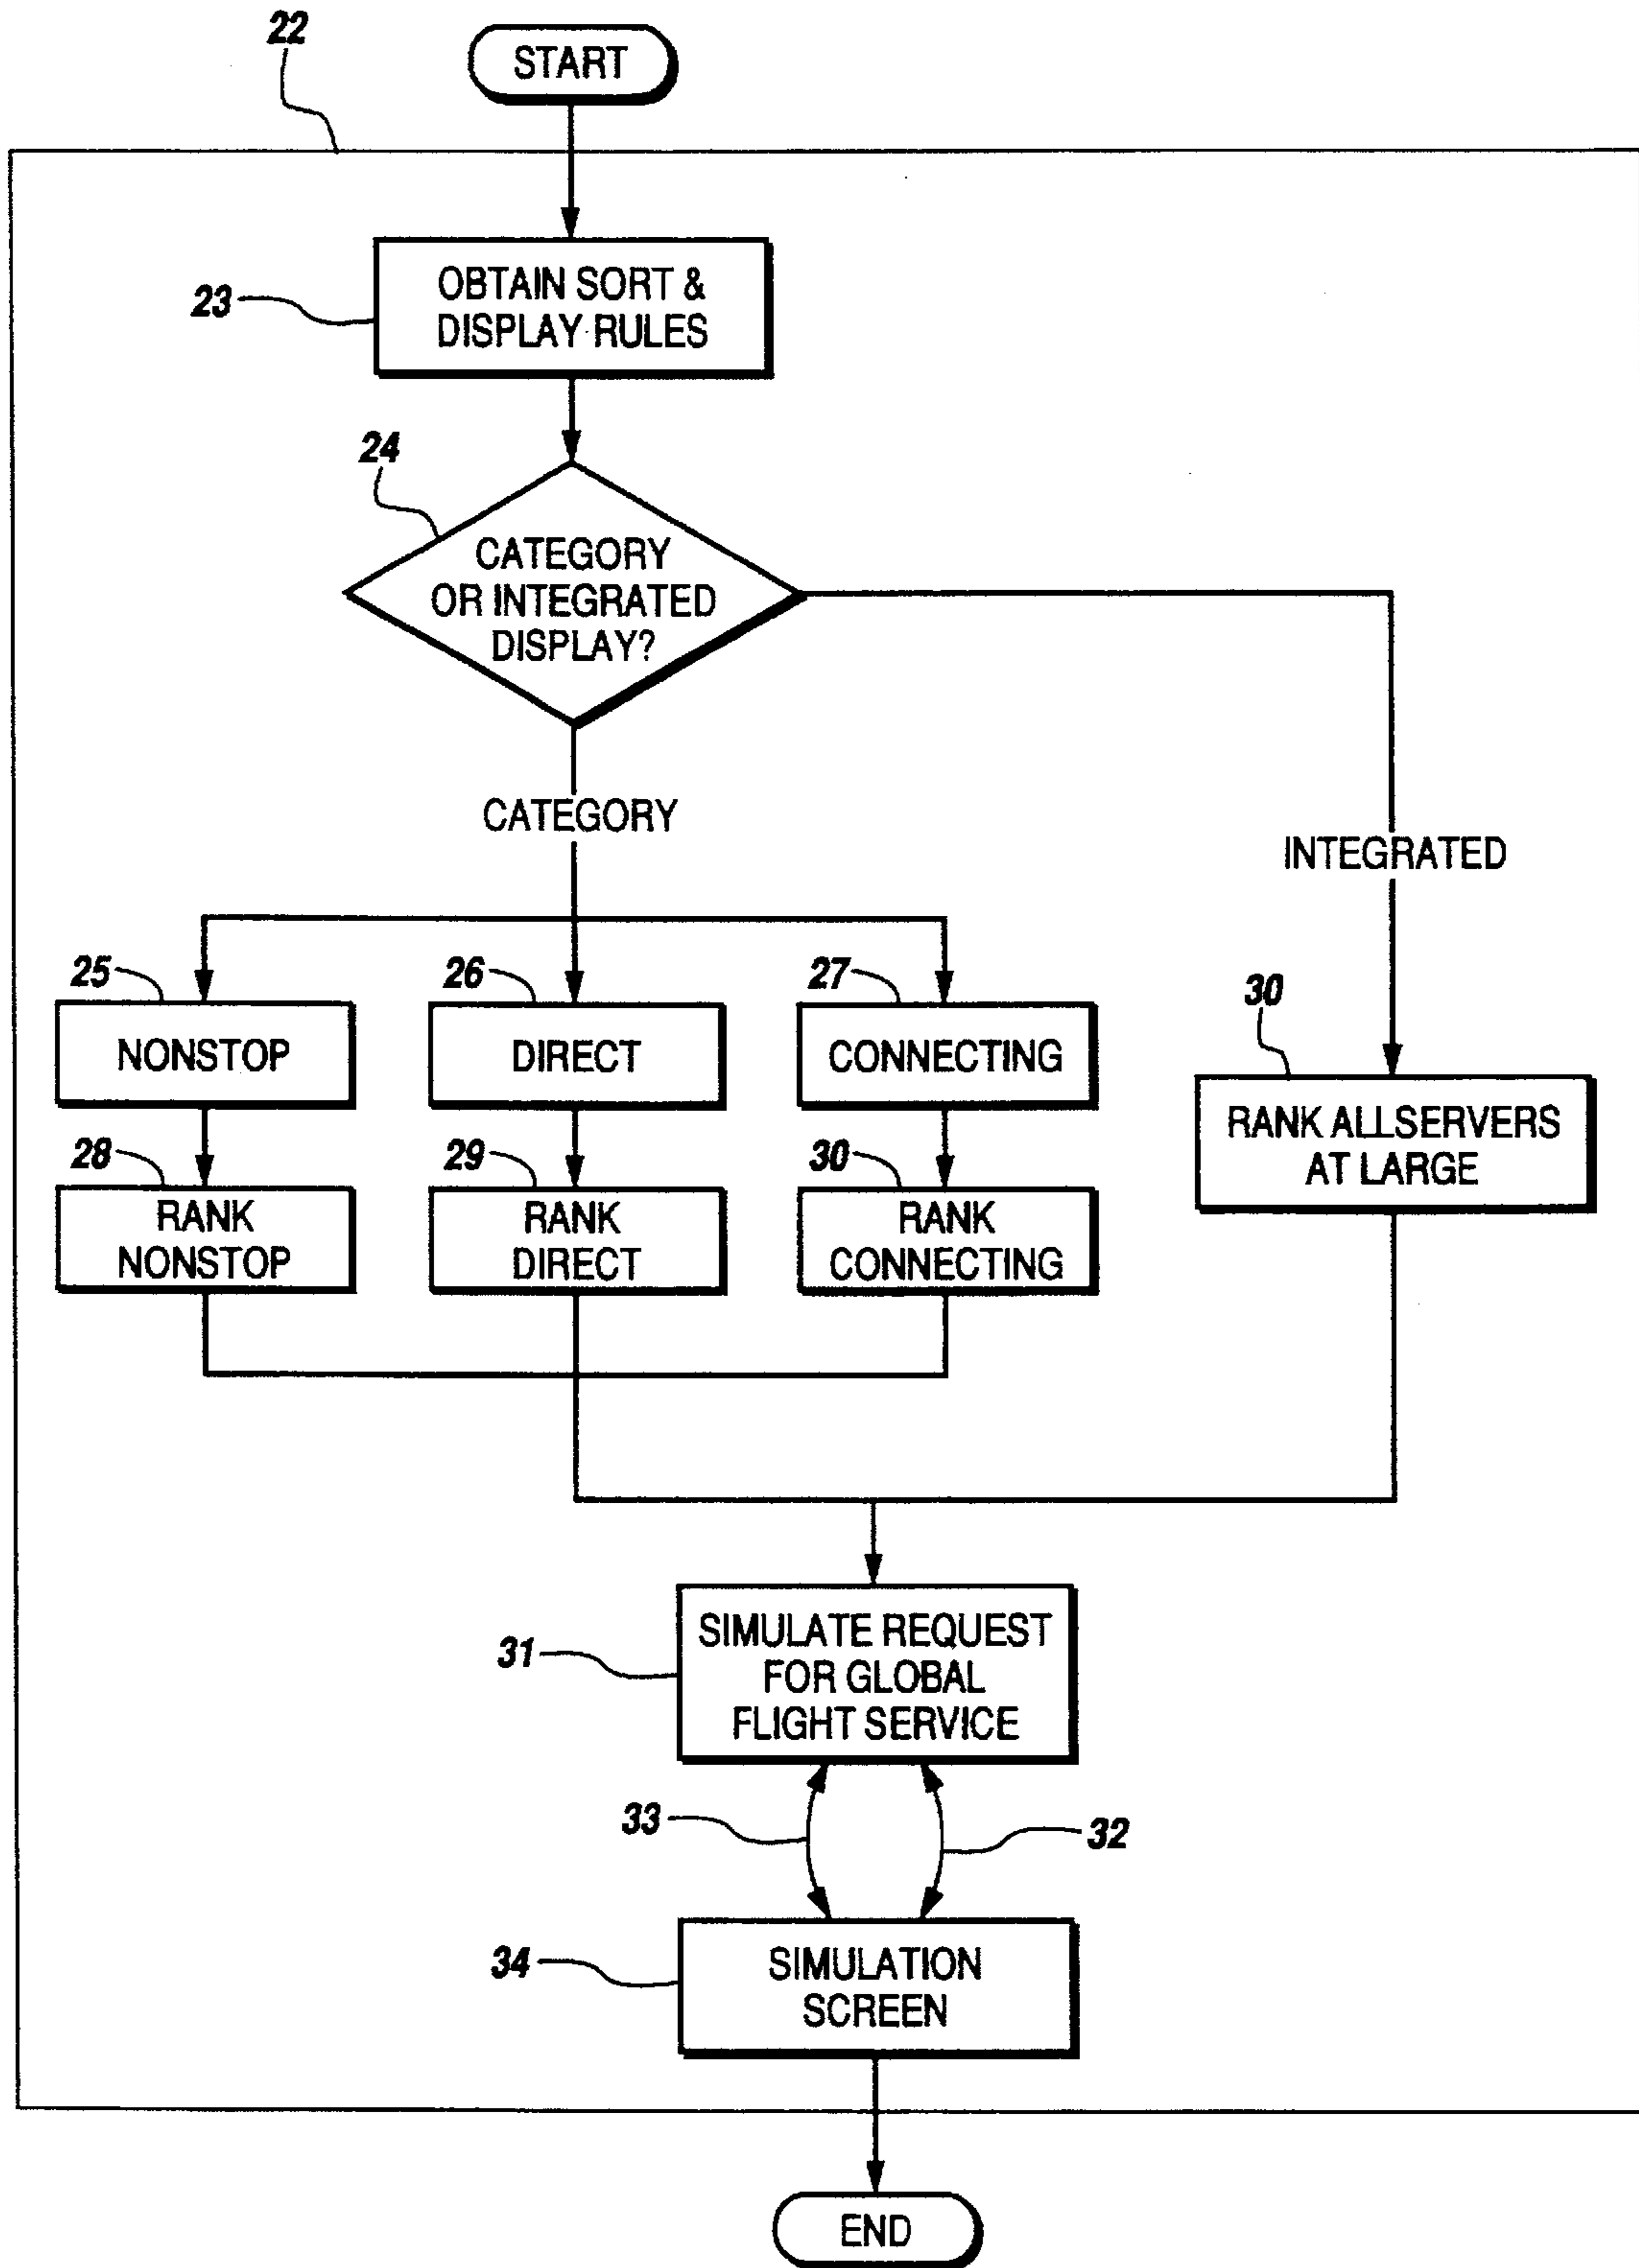 22
START
23
OBTAIN SORT &
DISPLAY RULES
24
CATEGORY
OR INTEGRATED
DISPLAY?
CATEGORY
INTEGRATED
25
NONSTOP
26
DIRECT
27
CONNECTING
30
RANK ALLSERVERS
AT LARGE
28
RANK
NONSTOP
29
RANK
DIRECT
30
RANK
CONNECTING
31
SIMULATE REQUEST
FOR GLOBAL
FLIGHT SERVICE
33
32
34
SIMULATION
SCREEN
END